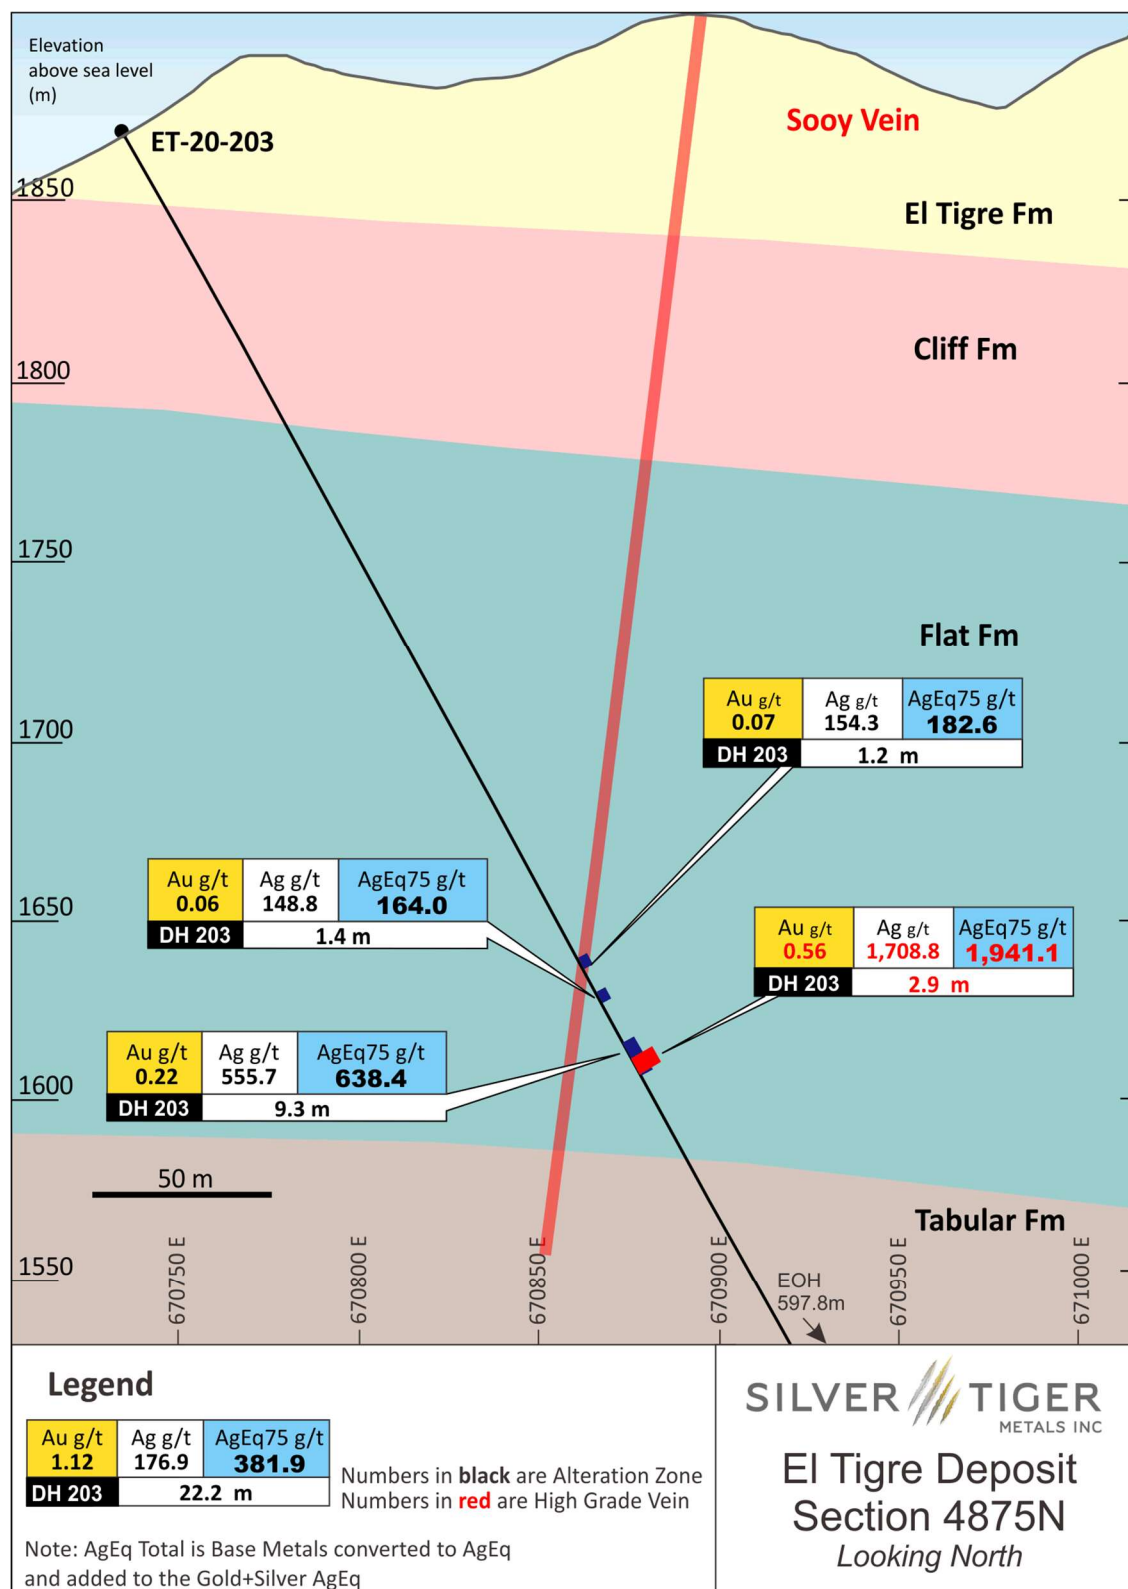 Elevation
above sea level
(m)
ET-20-203
Sooy Vein
1850
El Tigre Fm
Cliff Fm
1800
1750
Flat Fm
1700
Au g/t Ag g/t AgEq75 g/t
0.07 154.3 182.6
DH 203 1.2 m
Au g/t Ag g/t AgEq75 g/t
0.06 148.8 164.0
DH 203 1.4 m
1650
Au g/t Ag g/t AgEq75 g/t
0.56 1,708.8 1,941.1
DH 203 2.9 m
Au g/t Ag g/t AgEq75 g/t
0.22 555.7 638.4
DH 203 9.3 m
1600
50 m
Tabular Fm
1550
670750 E
670800 E
670850 E
670900 E
670950 E
671000 E
EOH
597.8m
Legend
Au g/t Ag g/t AgEq75 g/t
1.12 176.9 381.9
DH 203 22.2 m
Numbers in black are Alteration Zone
Numbers in red are High Grade Vein
Note: AgEq Total is Base Metals converted to AgEq
and added to the Gold+Silver AgEq
SILVER TIGER
METALS INC
El Tigre Deposit
Section 4875N
Looking North